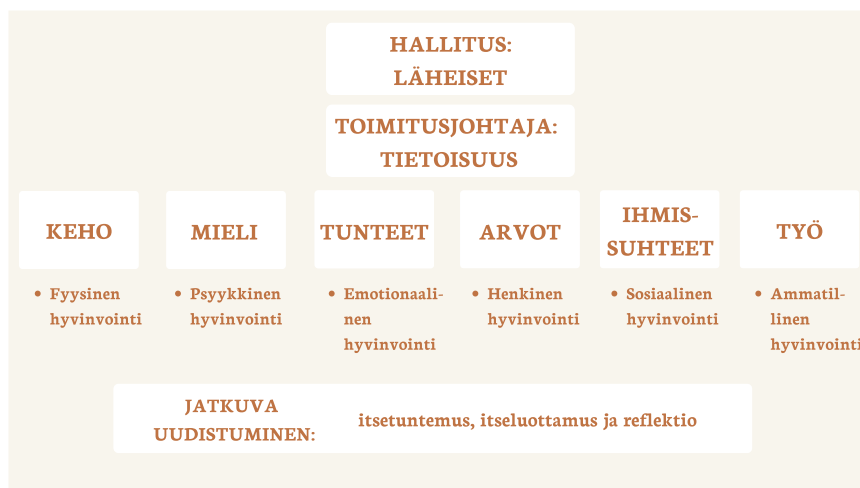 HALLITUS:
LÄHEISET
TOIMITUSJOHTAJA:
TIETOISUUS
KEHO
MIELI
TUNTEET
ARVOT
IHMIS-
SUHTEET
TYÖ
• Fyysinen
hyvinvointi
• Psyykkinen
hyvinvointi
• Emotionaali-
nen
hyvinvointi
• Henkinen
hyvinvointi
• Sosiaalinen
hyvinvointi
• Ammatil-
linen
hyvinvointi
JATKUVA
UUDISTUMINEN:
itsetuntemus, itseluottamus ja reflektio